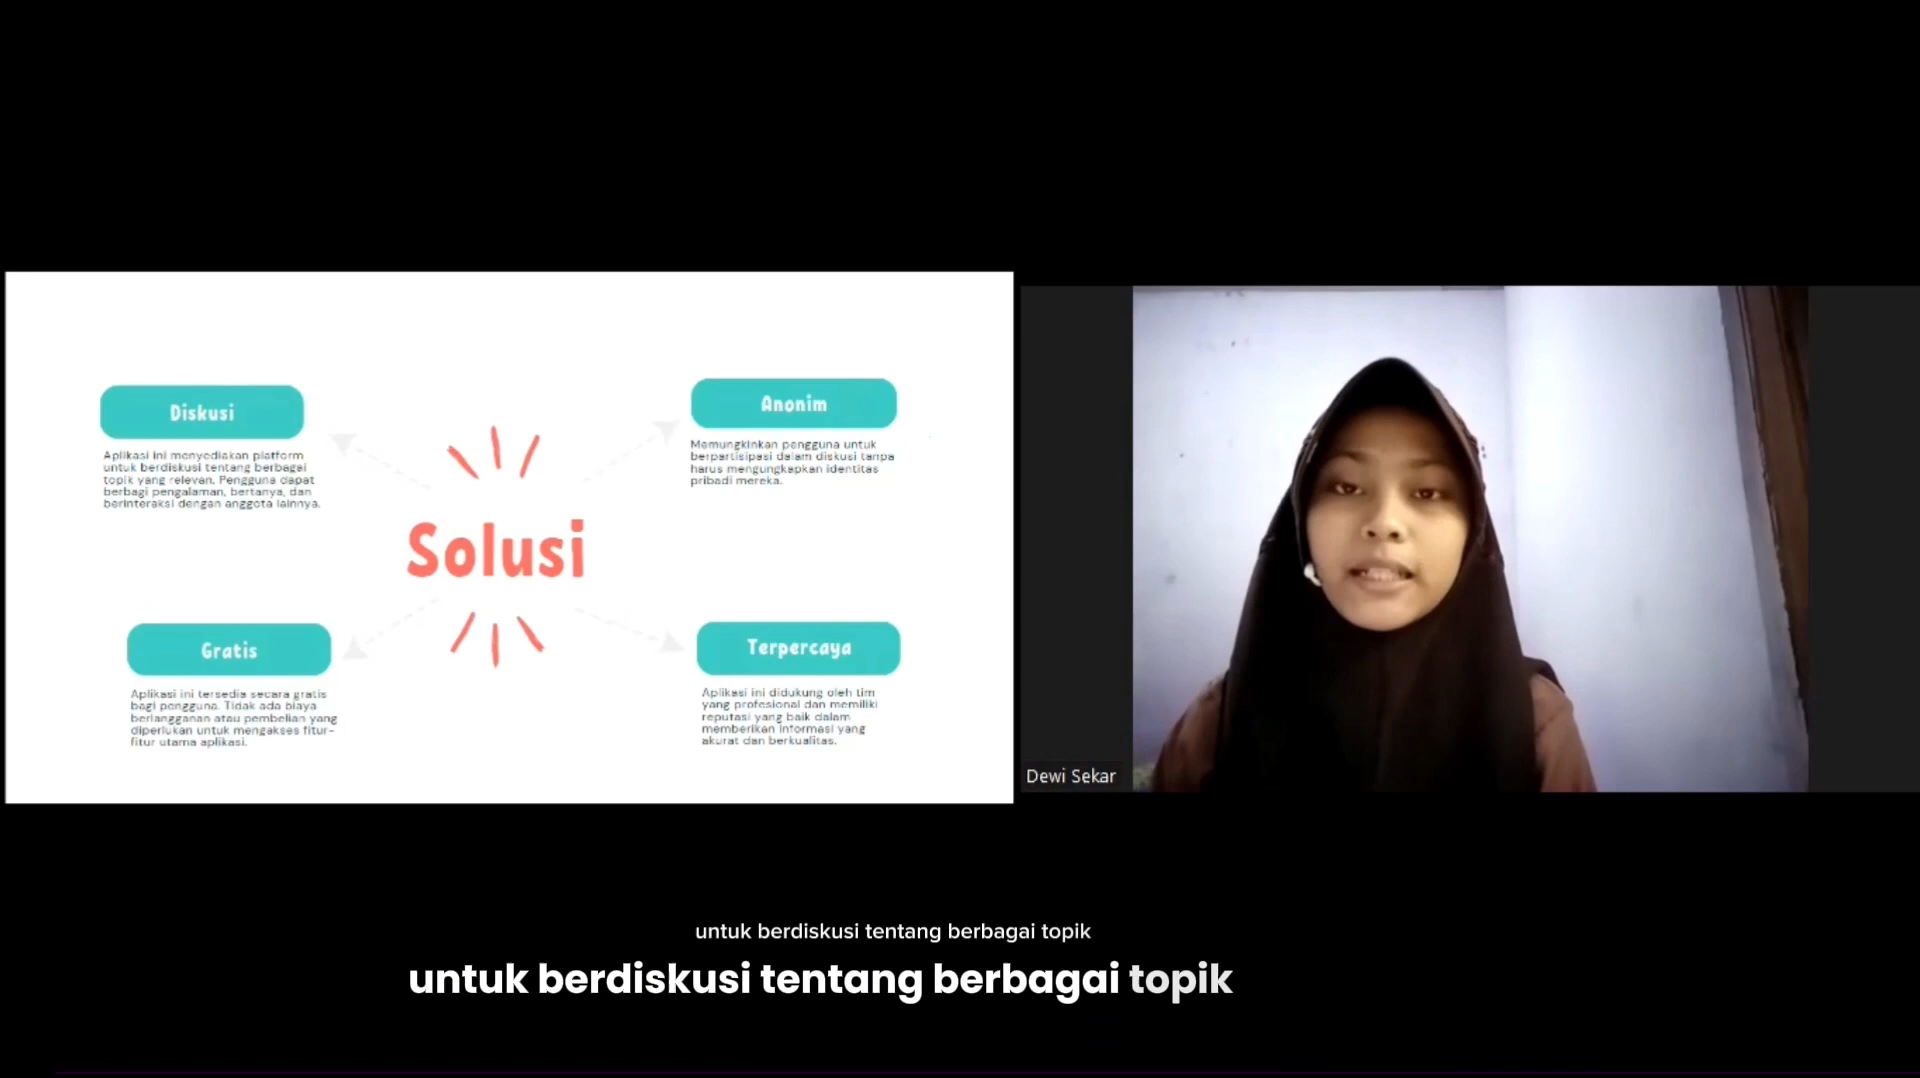 Diskusi
Aplikasi ini menyediakan platform
untuk berdiskusi tentang berbagai
topik yang relevan. Pengguna dapat
berbagi pengalaman, bertanya, dan
berinteraksi dengan anggota lainnya.
Anonim
Memungkinkan pengguna untuk
berpartisipasi dalam diskusi tanpa
harus mengungkapkan identitas
pribadi mereka.
Solusi
Gratis
Aplikasi ini tersedia secara gratis
bagi pengguna. Tidak ada biaya
berlangganan atau pembelian yang
diperlukan untuk mengakses fitur-
fitur utama aplikasi.
Terpercaya
Aplikasi ini didukung oleh tim
yang profesional dan memiliki
reputasi yang baik dalam
memberikan informasi yang
akurat dan berkualitas.
Dewi Sekar
untuk berdiskusi tentang berbagai topik
untuk berdiskusi tentang berbagai topik